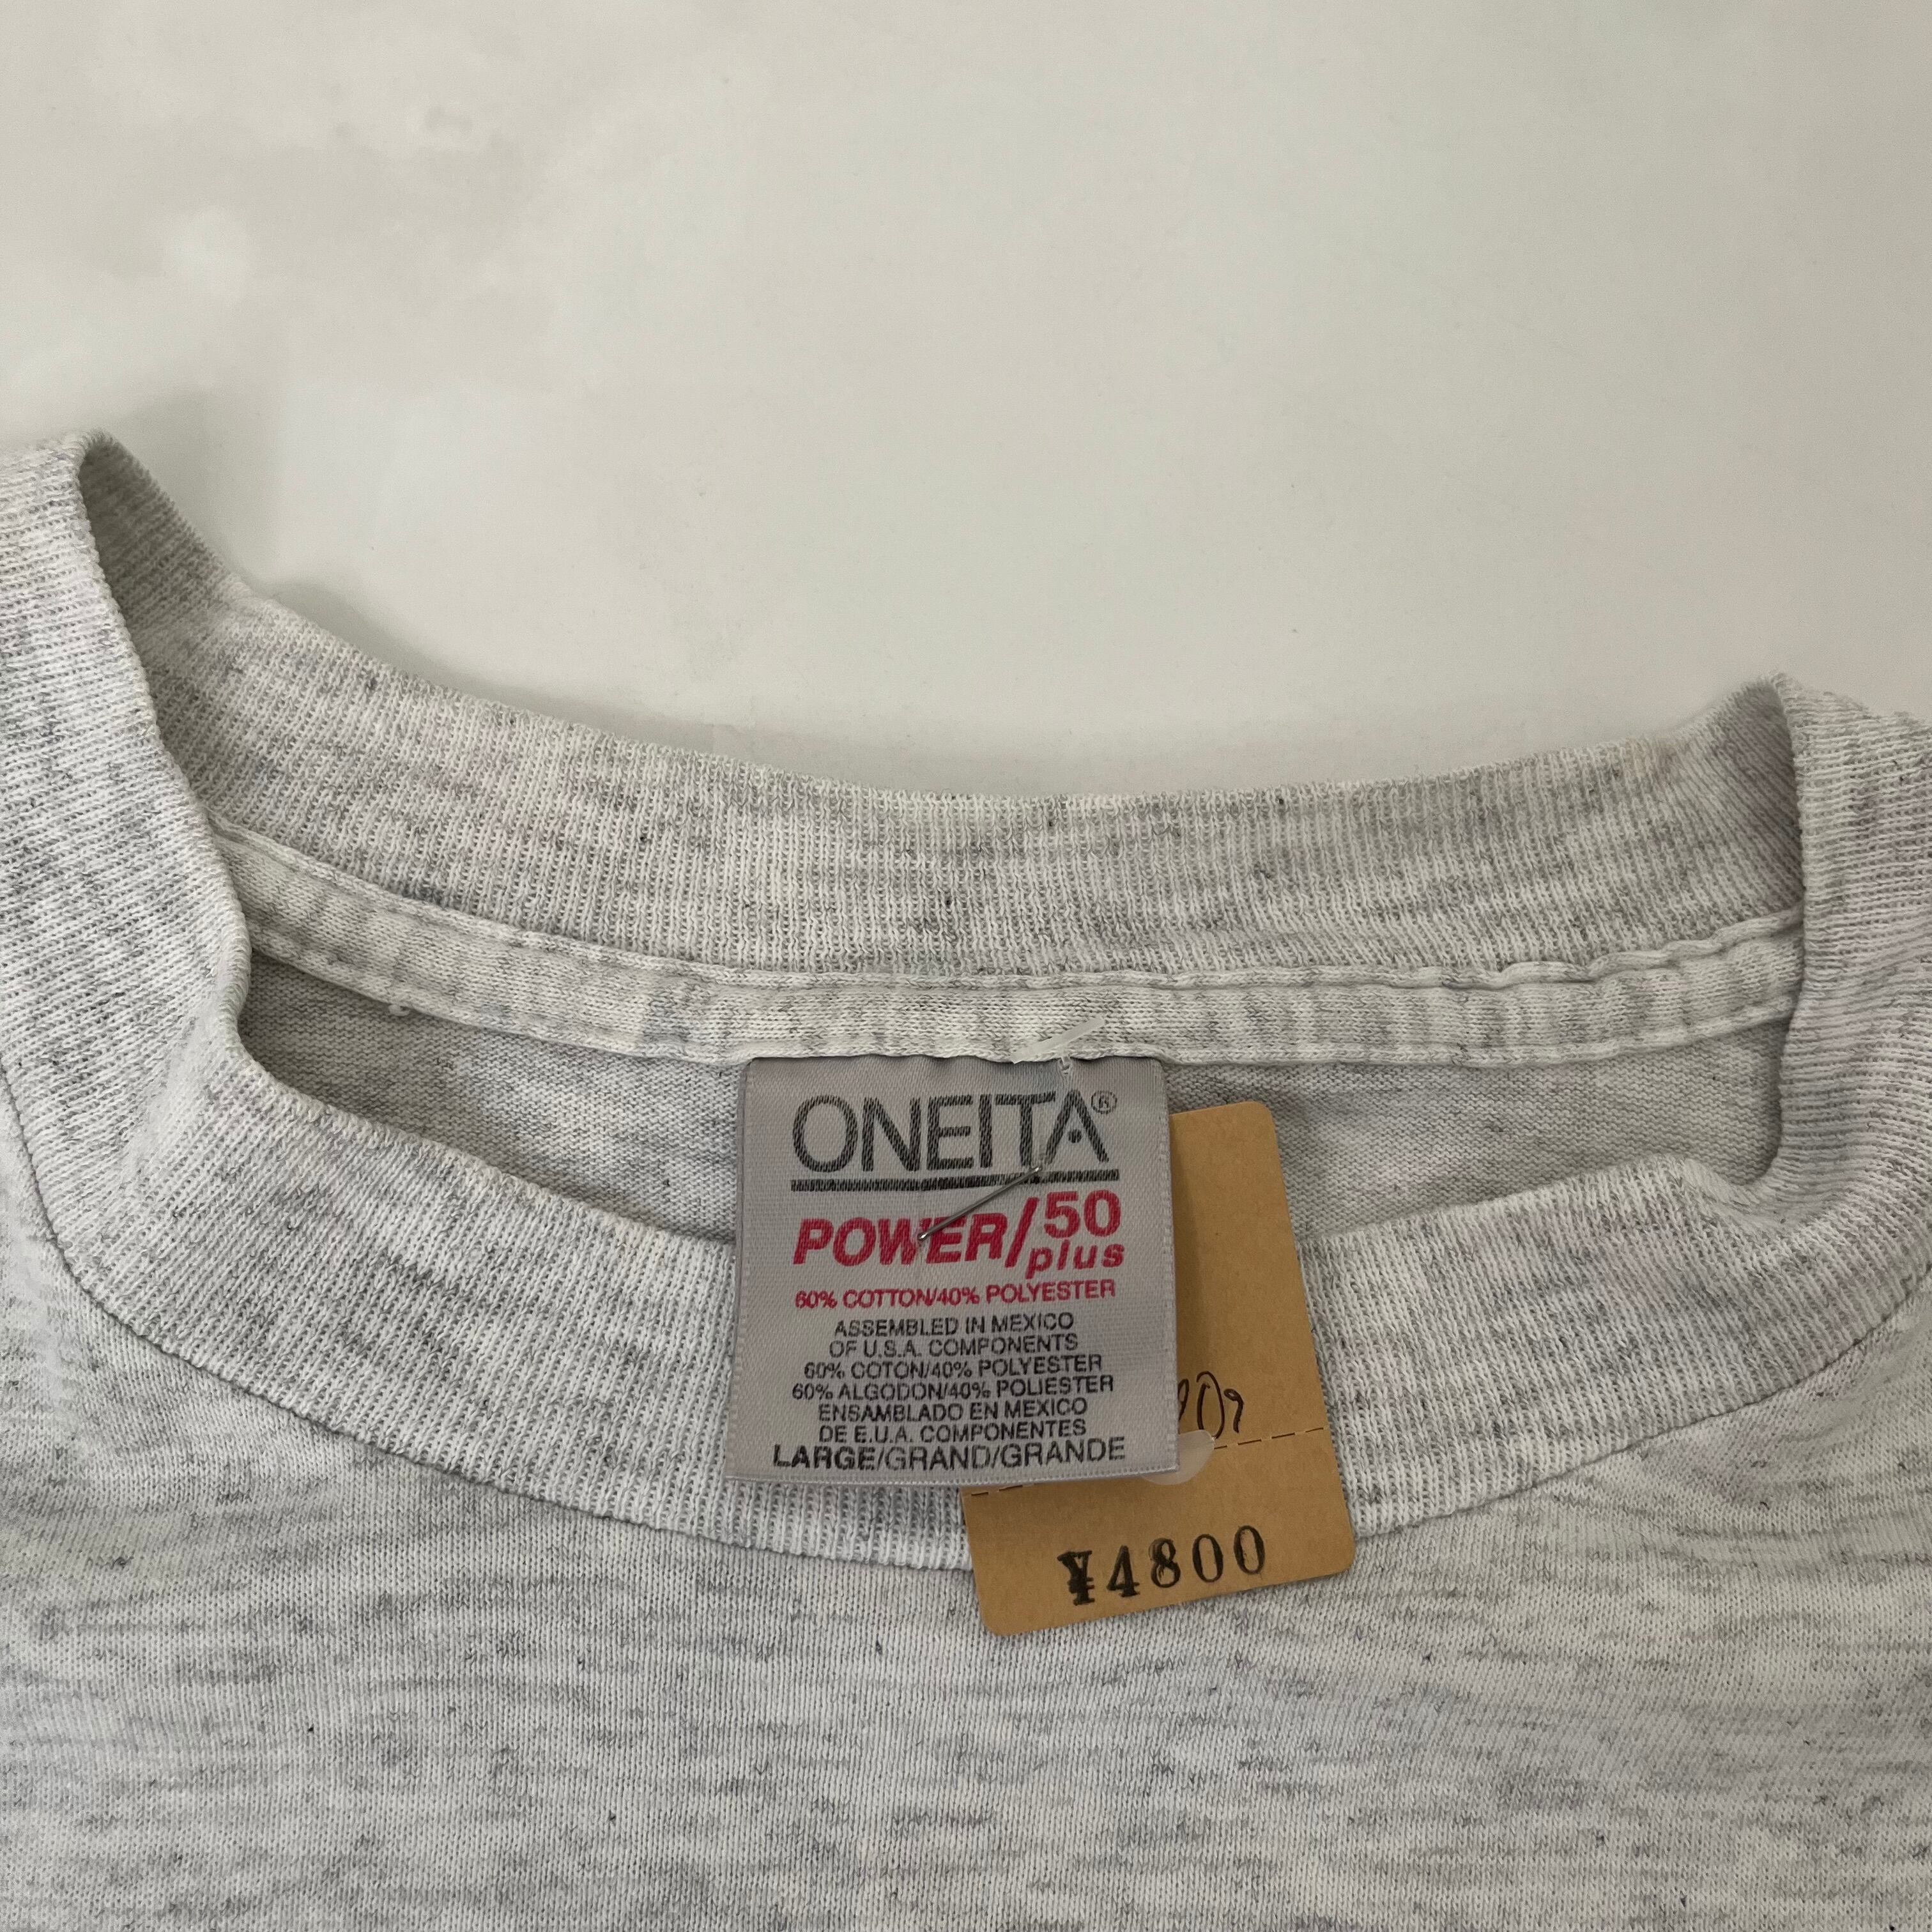 ONEITA®
POWER/50
plus
60% COTTON/40% POLYESTER
ASSEMBLED IN MEXICO
OF U.S.A. COMPONENTS
60% COTON/40% POLYESTER
60% ALGODON/40% POLIESTER
ENSAMBLADO EN MEXICO
DE E.U.A. COMPONENTES
LARGE/GRAND/GRANDE
¥4800